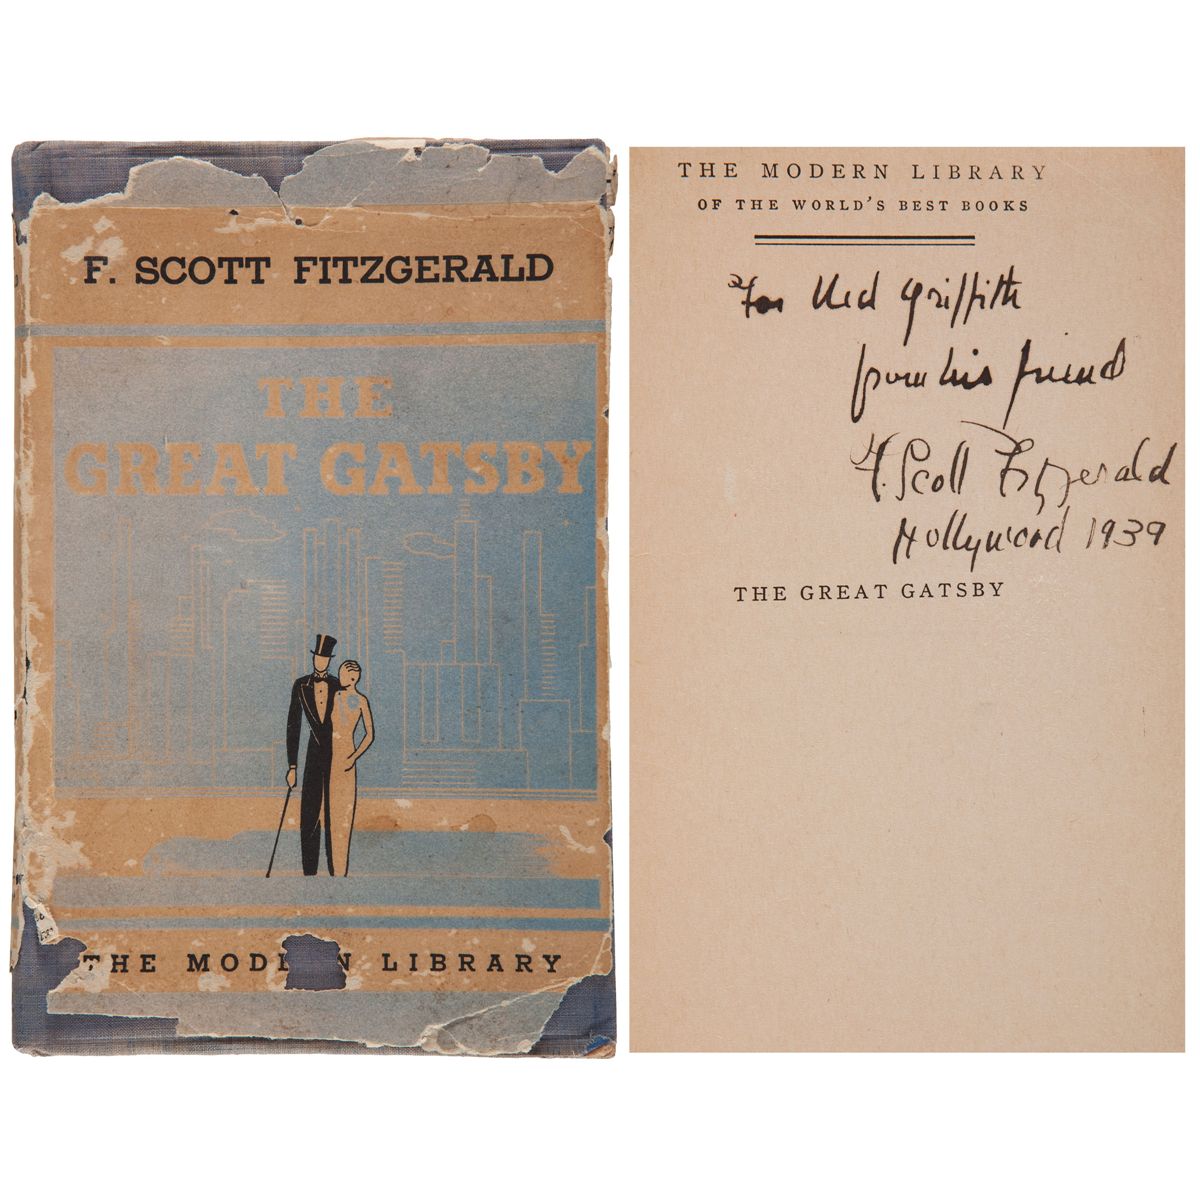 F. SCOTT FITZGERALD
THE
GREAT GATSBY
THE MODE N LIBRARY
THE MODERN LIBRARY
OF THE WORLD'S BEST BOOKS
For Ned Griffith
from his friend
F. Scott Fitzgerald
Hollywood 1939
THE GREAT GATSBY